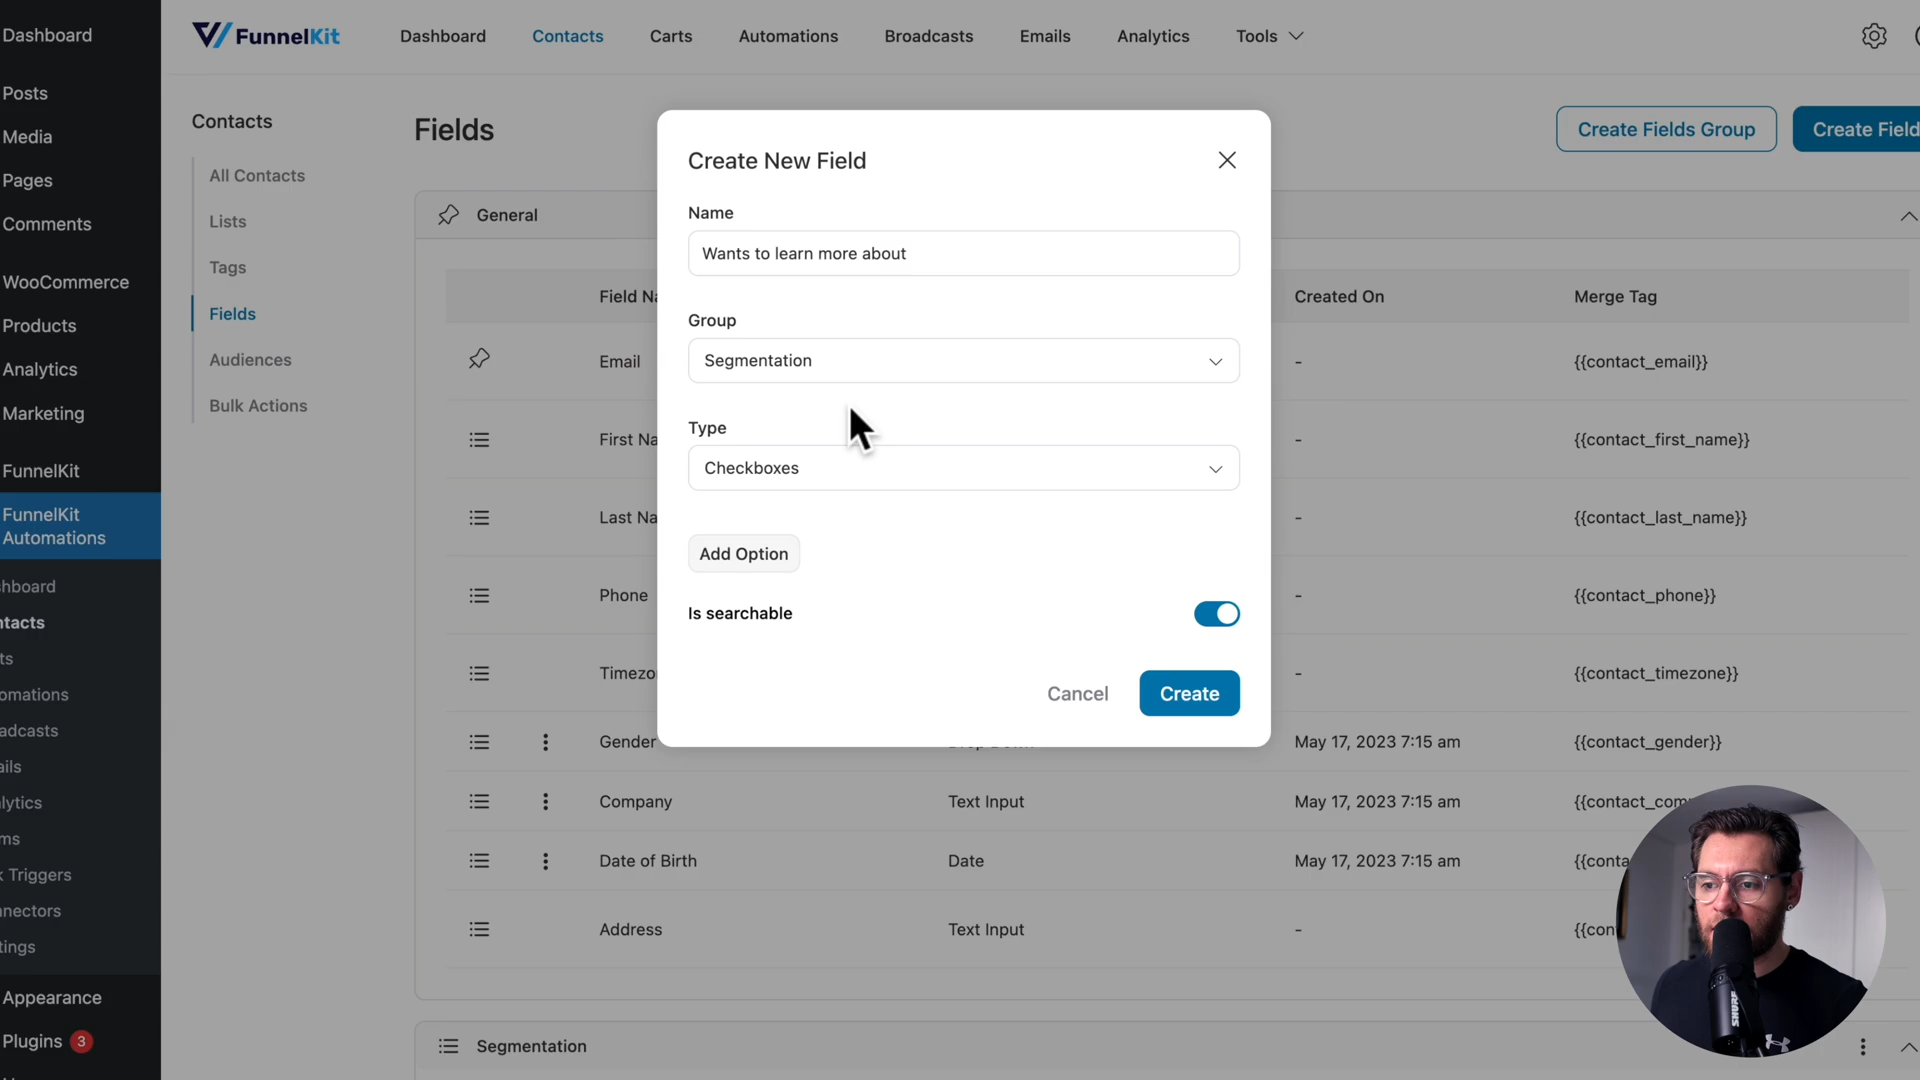 Dashboard
Posts
Media
Pages
Comments
WooCommerce
Products
Analytics
Marketing
FunnelKit
FunnelKit
Automations
hboard
ntacts
ts
omations
adcasts
ails
lytics
ms
k Triggers
nnectors
tings
Appearance
Plugins 3
FunnelKit
Dashboard
Contacts
Carts
Automations
Broadcasts
Emails
Analytics
Tools
Contacts
All Contacts
Lists
Tags
Fields
Audiences
Bulk Actions
Fields
Create Fields Group
Create Field
General
Field Na
Created On
Merge Tag
Email - {{contact_email}}
First Na - {{contact_first_name}}
Last Na - {{contact_last_name}}
Phone - {{contact_phone}}
Timezo - {{contact_timezone}}
Gender May 17, 2023 7:15 am {{contact_gender}}
Company Text Input May 17, 2023 7:15 am {{contact_com
Date of Birth Date May 17, 2023 7:15 am {{conta
Address Text Input - {{con
Segmentation
Create New Field
Name
Wants to learn more about
Group
Segmentation
Type
Checkboxes
Add Option
Is searchable
Cancel
Create
SHURE